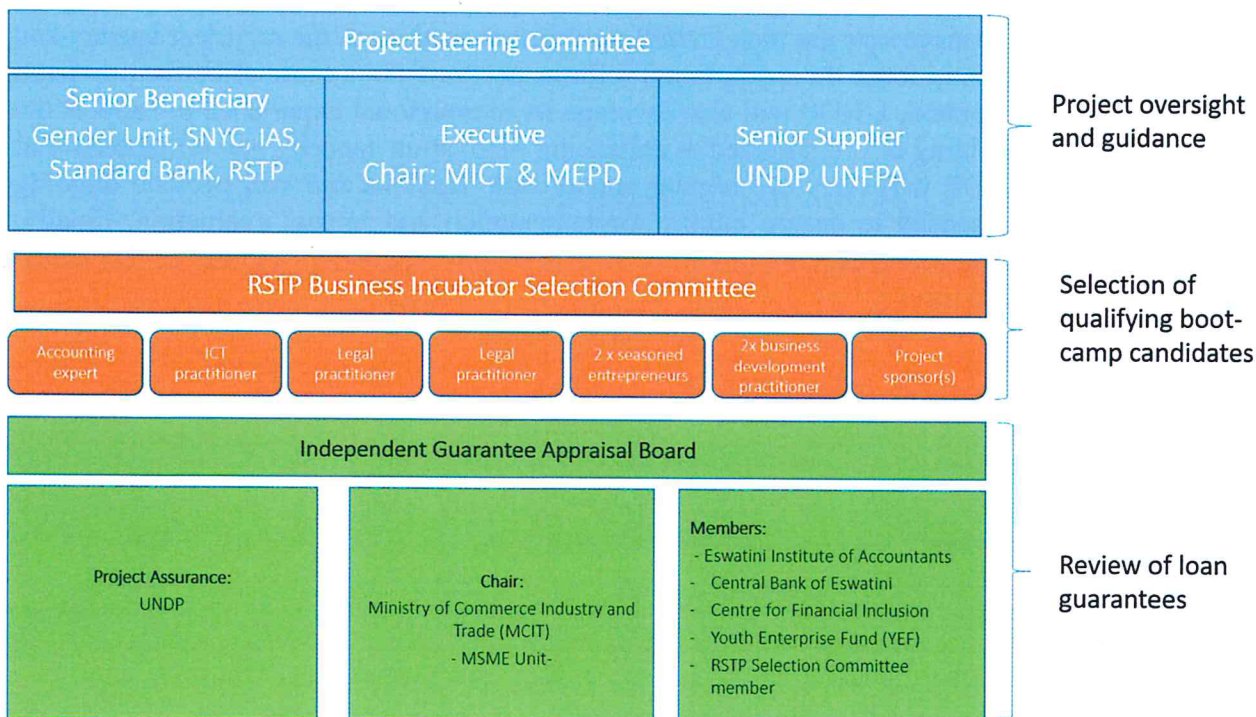 Project Steering Committee
Senior Beneficiary
Gender Unit, SNYC, IAS,
Standard Bank, RSTP
Executive
Chair: MICT & MEPD
Senior Supplier
UNDP, UNFPA
Project oversight
and guidance
RSTP Business Incubator Selection Committee
Accounting
expert
ICT
practitioner
Legal
practitioner
Legal
practitioner
2 x seasoned
entrepreneurs
2x business
development
practitioner
Project
sponsor(s)
Selection of
qualifying boot-
camp candidates
Independent Guarantee Appraisal Board
Project Assurance:
UNDP
Chair:
Ministry of Commerce Industry and
Trade (MCIT)
- MSME Unit-
Members:
- Eswatini Institute of Accountants
- Central Bank of Eswatini
- Centre for Financial Inclusion
- Youth Enterprise Fund (YEF)
- RSTP Selection Committee
member
Review of loan
guarantees